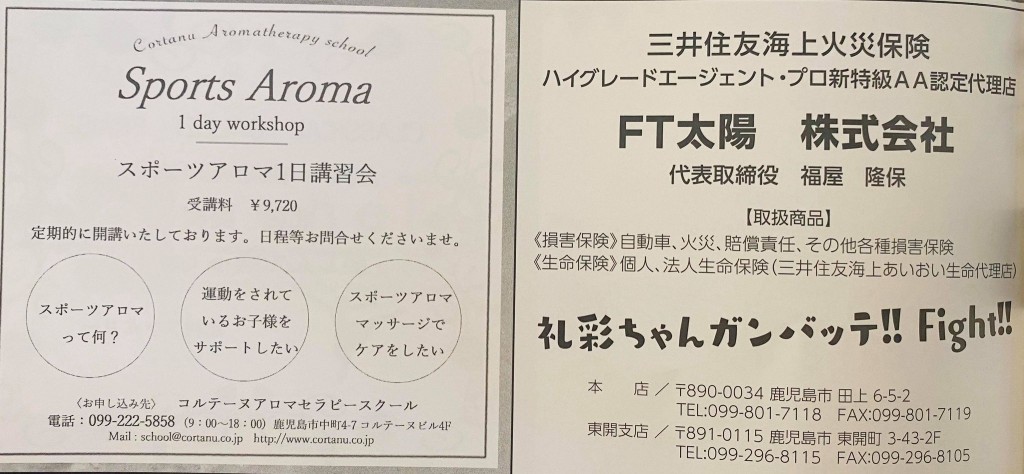 Cortanu Aromatherapy school
Sports Aroma
1 day workshop
スポーツアロマ1日講習会
受講料　￥9,720
定期的に開講いたしております。日程等お問合せくださいませ。
スポーツアロマ
って何？
運動をされて
いるお子様を
サポートしたい
スポーツアロマ
マッサージで
ケアをしたい
〈お申し込み先〉　コルテーヌアロマセラピースクール
電話：099-222-5858（9：00〜18：00）鹿児島市中町4-7 コルテーヌビル4F
Mail : school@cortanu.co.jp　http://www.cortanu.co.jp
三井住友海上火災保険
ハイグレードエージェント・プロ新特級AA認定代理店
FT太陽　株式会社
代表取締役　福屋　隆保
【取扱商品】
《損害保険》自動車、火災、賠償責任、その他各種損害保険
《生命保険》個人、法人生命保険（三井住友海上あいおい生命代理店）
礼彩ちゃんガンバッテ!! Fight!!
本　店／〒890-0034 鹿児島市 田上 6-5-2
TEL:099-801-7118　FAX:099-801-7119
東開支店／〒891-0115 鹿児島市 東開町 3-43-2F
TEL:099-296-8115　FAX:099-296-8105